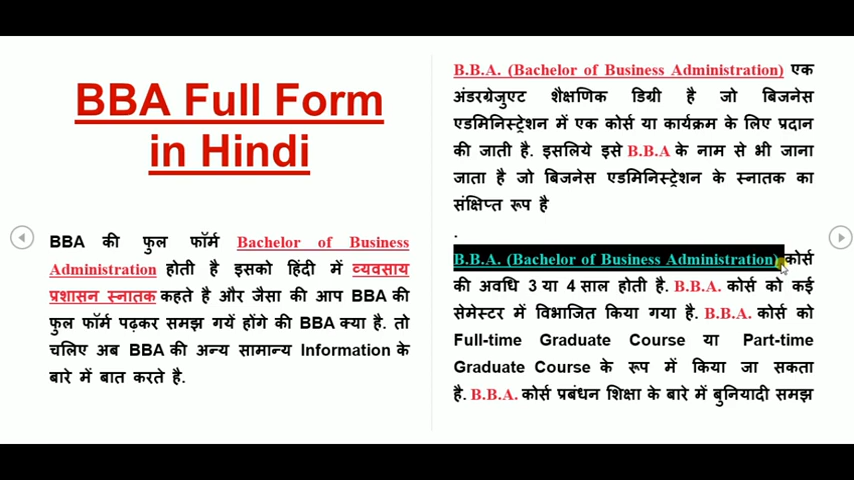 BBA Full Form
in Hindi
BBA की फुल फॉर्म Bachelor of Business
Administration होती है इसको हिंदी में व्यवसाय
प्रशासन स्नातक कहते है और जैसा की आप BBA की
फुल फॉर्म पढ़कर समझ गयें होंगे की BBA क्या है. तो
चलिए अब BBA की अन्य सामान्य Information के
बारे में बात करते है.
B.B.A. (Bachelor of Business Administration) एक
अंडरग्रेजुएट शैक्षणिक डिग्री है जो बिजनेस
एडमिनिस्ट्रेशन में एक कोर्स या कार्यक्रम के लिए प्रदान
की जाती है. इसलिये इसे B.B.A के नाम से भी जाना
जाता है जो बिजनेस एडमिनिस्ट्रेशन के स्नातक का
संक्षिप्त रूप है
.
B.B.A. (Bachelor of Business Administration) कोर्स
की अवधि 3 या 4 साल होती है. B.B.A. कोर्स को कई
सेमेस्टर में विभाजित किया गया है. B.B.A. कोर्स को
Full-time Graduate Course या Part-time
Graduate Course के रूप में किया जा सकता
है. B.B.A. कोर्स प्रबंधन शिक्षा के बारे में बुनियादी समझ